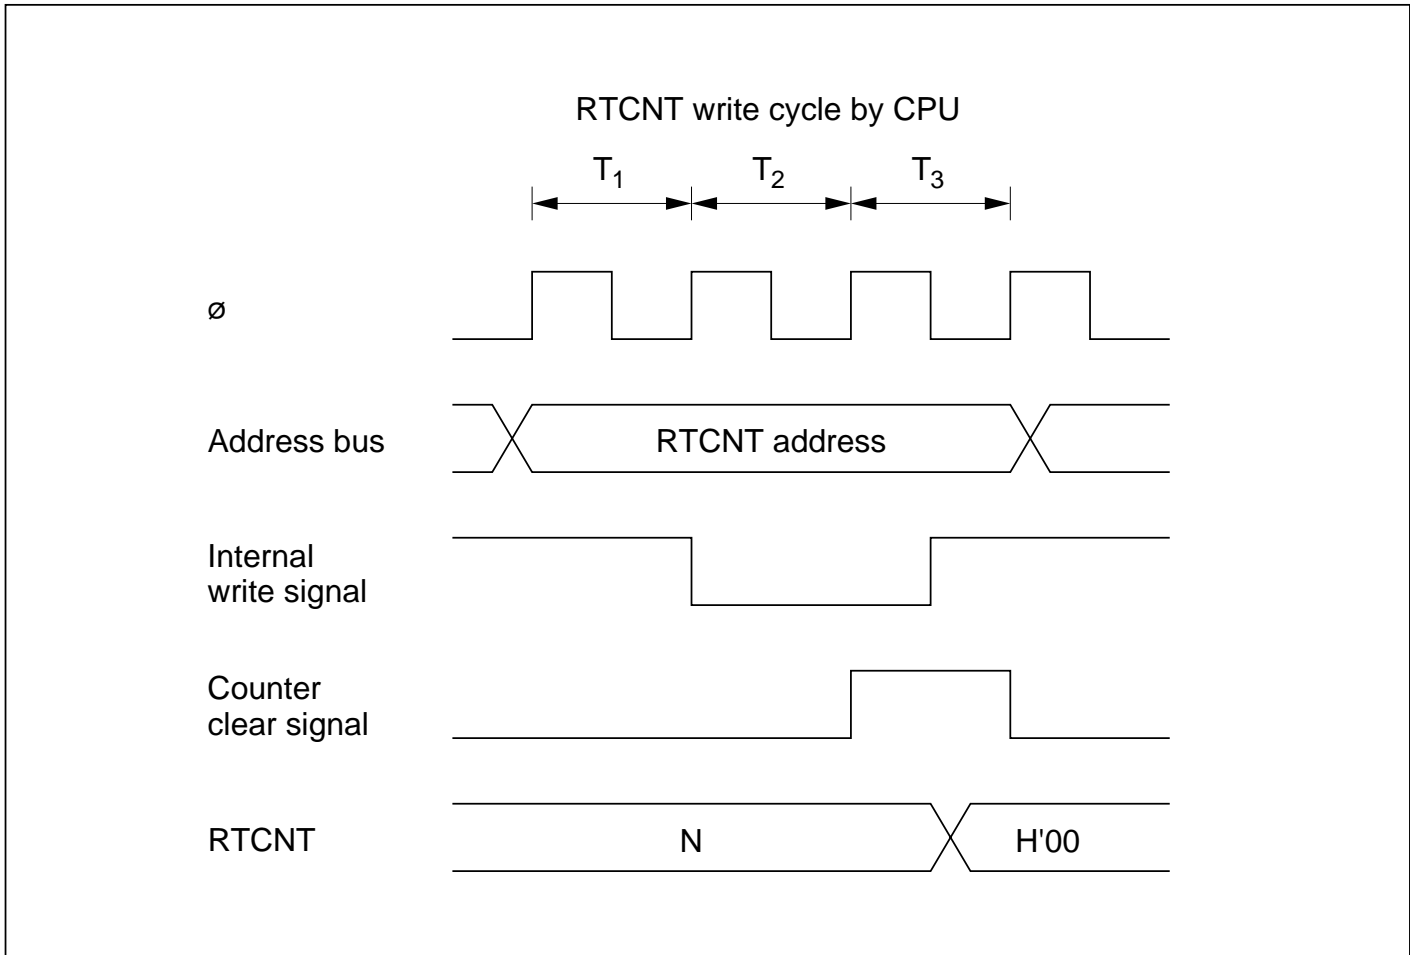 RTCNT write cycle by CPU
T1 T2 T3
ø
Address bus RTCNT address
Internal
write signal
Counter
clear signal
RTCNT N H'00